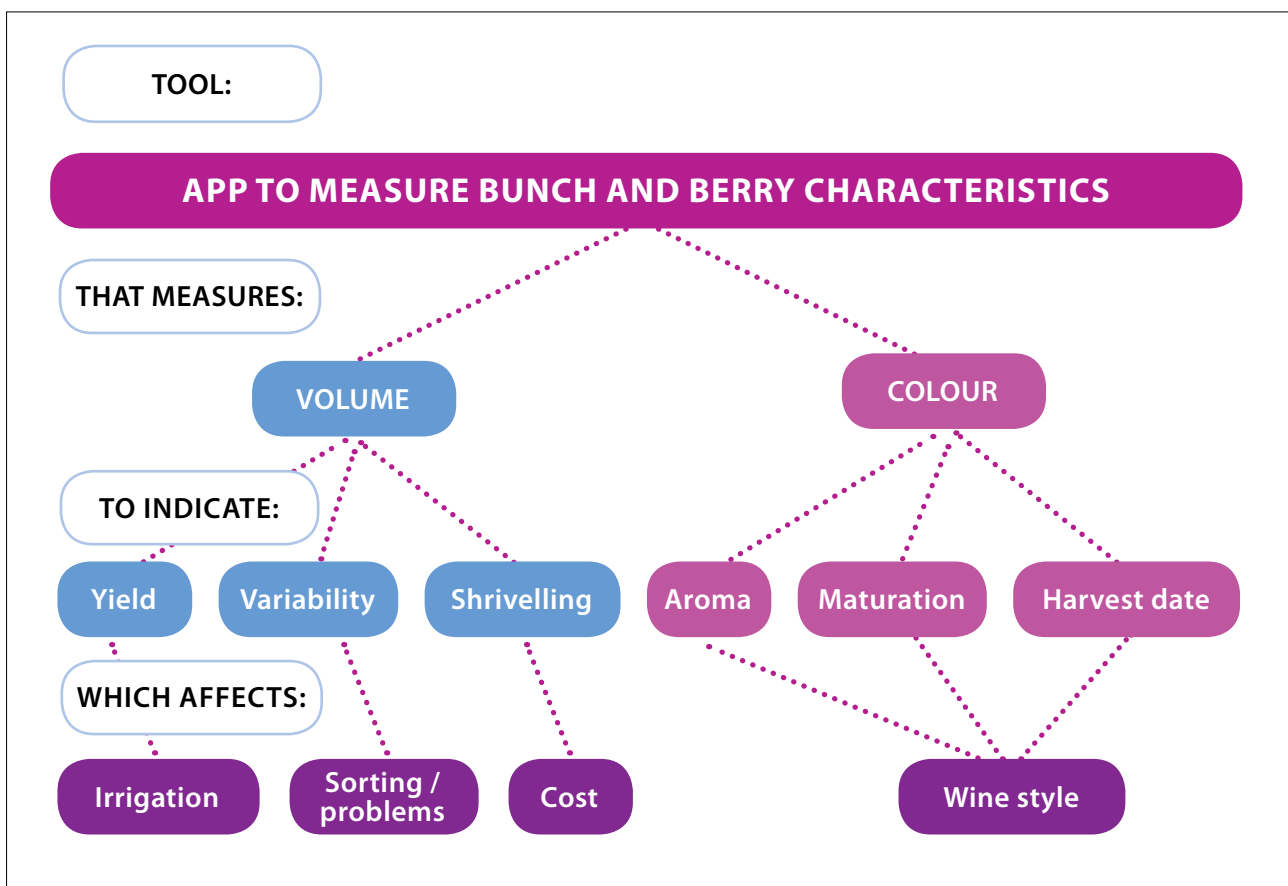 TOOL:
APP TO MEASURE BUNCH AND BERRY CHARACTERISTICS
THAT MEASURES:
VOLUME
COLOUR
TO INDICATE:
Yield
Variability
Shrivelling
Aroma
Maturation
Harvest date
WHICH AFFECTS:
Irrigation
Sorting /
problems
Cost
Wine style